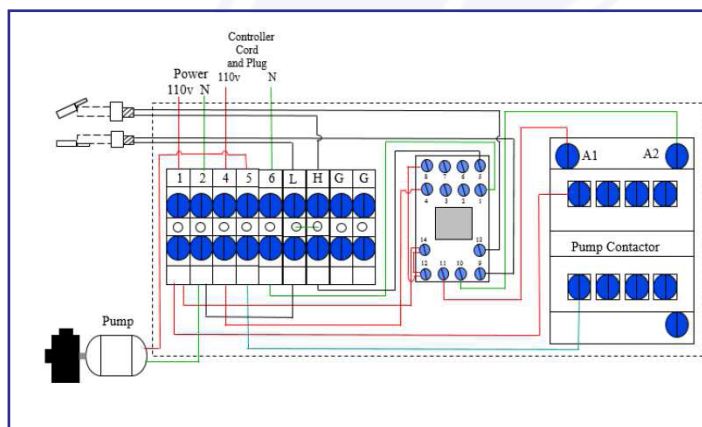 Controller
Cord
and Plug
Power
110v N
110v
N
1 2 4 5 6 L H G G
8 7 6 5
4 3 2 1
14 13
12 11 10 9
A1 A2
Pump Contactor
Pump